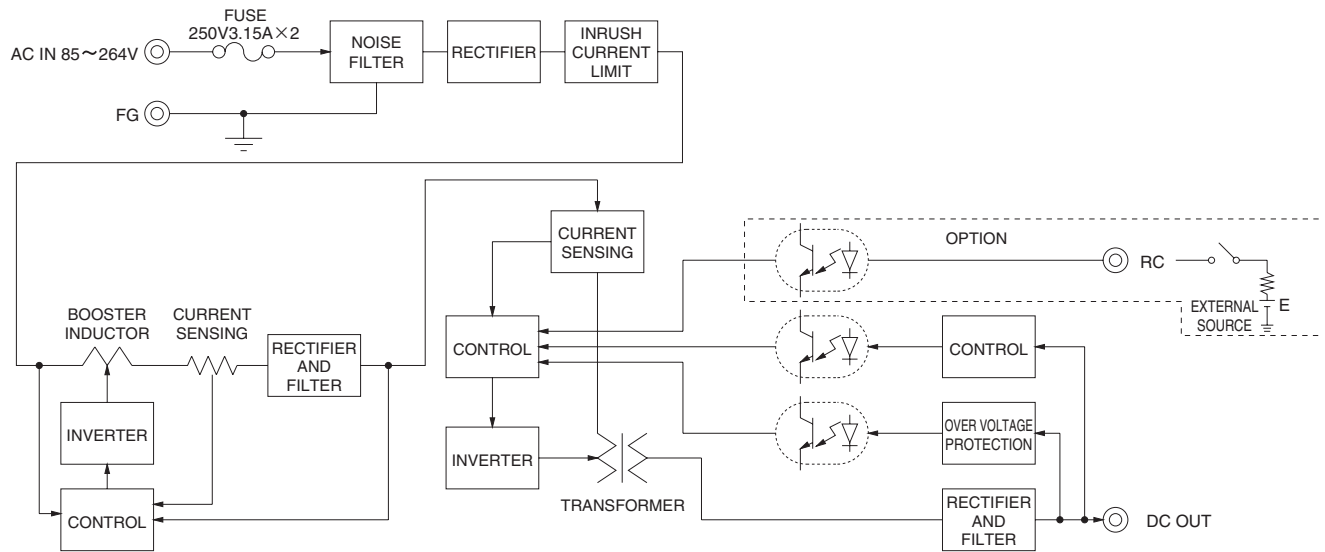 FUSE
250V3.15A×2
AC IN 85〜264V
NOISE
FILTER
RECTIFIER
INRUSH
CURRENT
LIMIT
FG
CURRENT
SENSING
OPTION
RC
EXTERNAL
SOURCE
E
BOOSTER
INDUCTOR
CURRENT
SENSING
RECTIFIER
AND
FILTER
CONTROL
CONTROL
INVERTER
OVER VOLTAGE
PROTECTION
INVERTER
TRANSFORMER
CONTROL
RECTIFIER
AND
FILTER
DC OUT